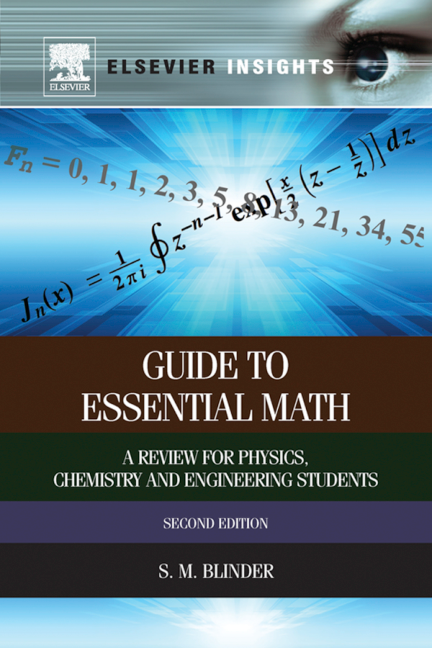 ELSEVIER
ELSEVIER INSIGHTS
Fₙ = 0, 1, 1, 2, 3, 5, 8, 13, 21, 34, 55
Jₙ(x) = 1/2πi ∮ z⁻ⁿ⁻¹ exp[x/3 (z − 1/z)] dz
GUIDE TO
ESSENTIAL MATH
A REVIEW FOR PHYSICS,
CHEMISTRY AND ENGINEERING STUDENTS
SECOND EDITION
S. M. BLINDER